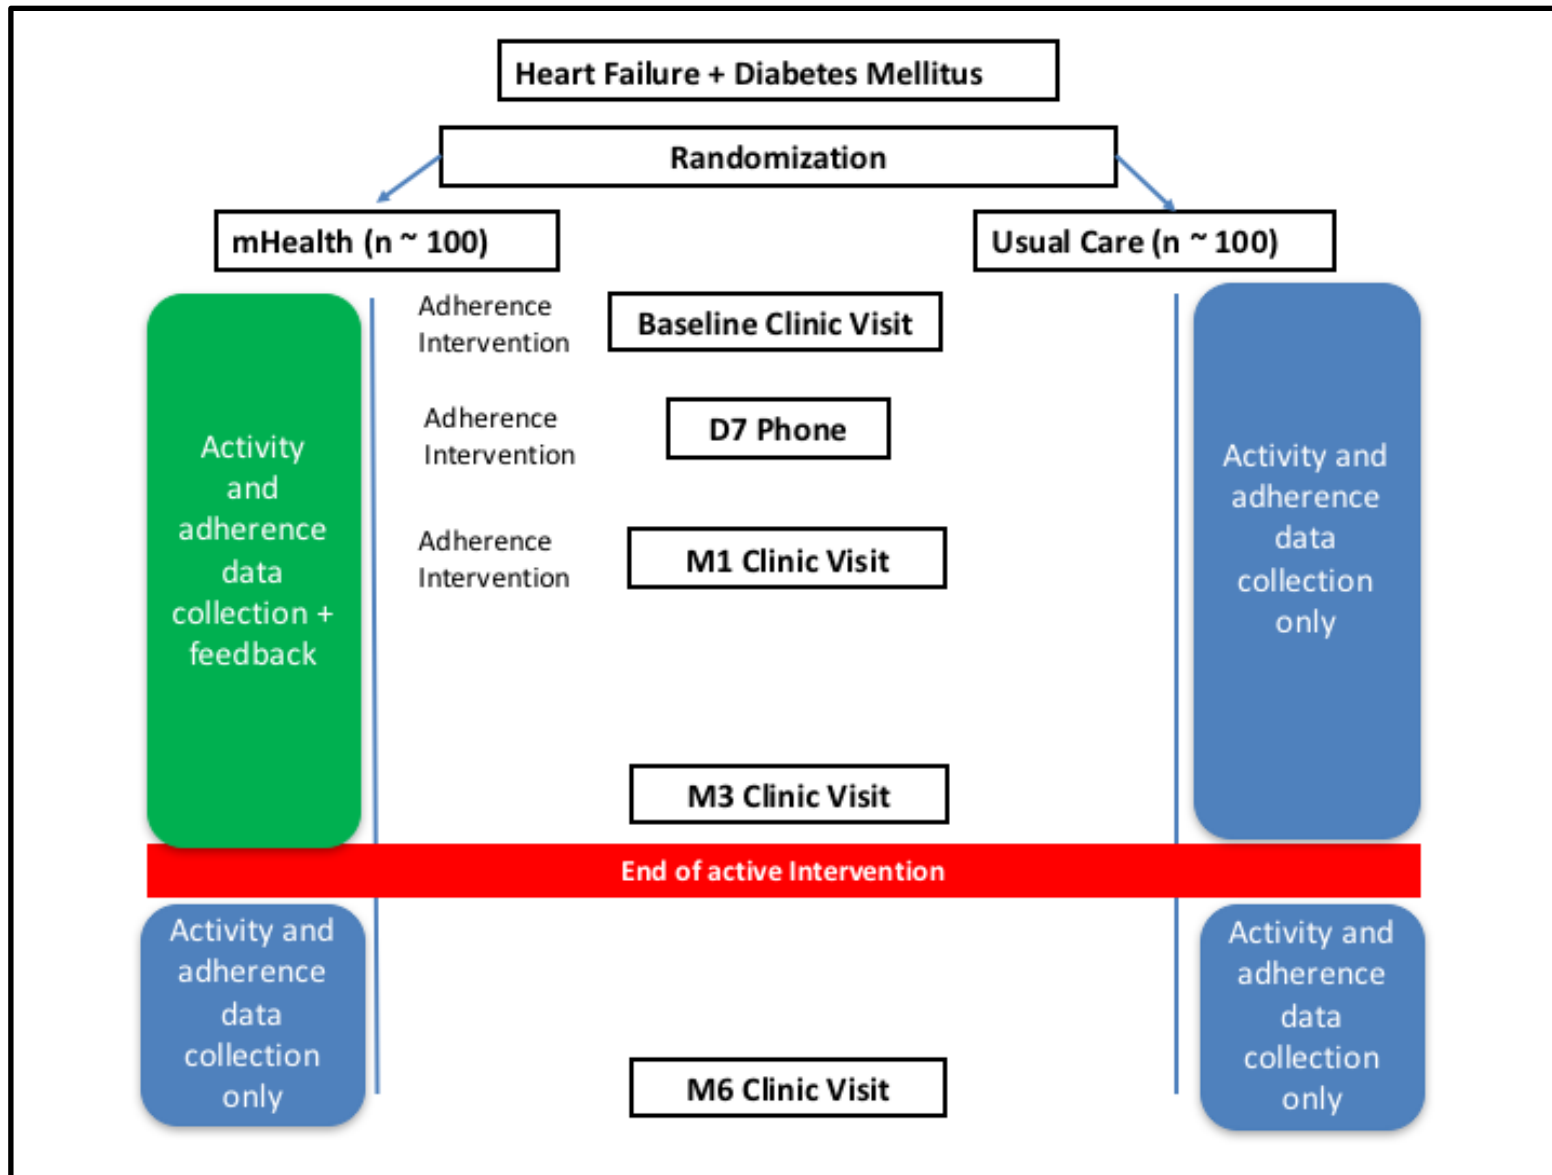 Heart Failure + Diabetes Mellitus
Randomization
mHealth (n ~ 100)
Usual Care (n ~ 100)
Activity
and
adherence
data
collection +
feedback
Adherence
Intervention
Baseline Clinic Visit
Adherence
Intervention
D7 Phone
Adherence
Intervention
M1 Clinic Visit
M3 Clinic Visit
Activity and
adherence
data
collection
only
End of active Intervention
Activity and
adherence
data
collection
only
M6 Clinic Visit
Activity and
adherence
data
collection
only